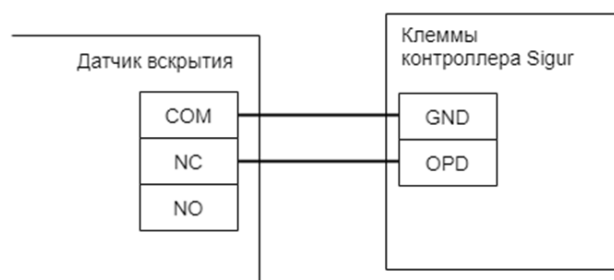 Датчик вскрытия
COM
NC
NO
Клеммы
контроллера Sigur
GND
OPD